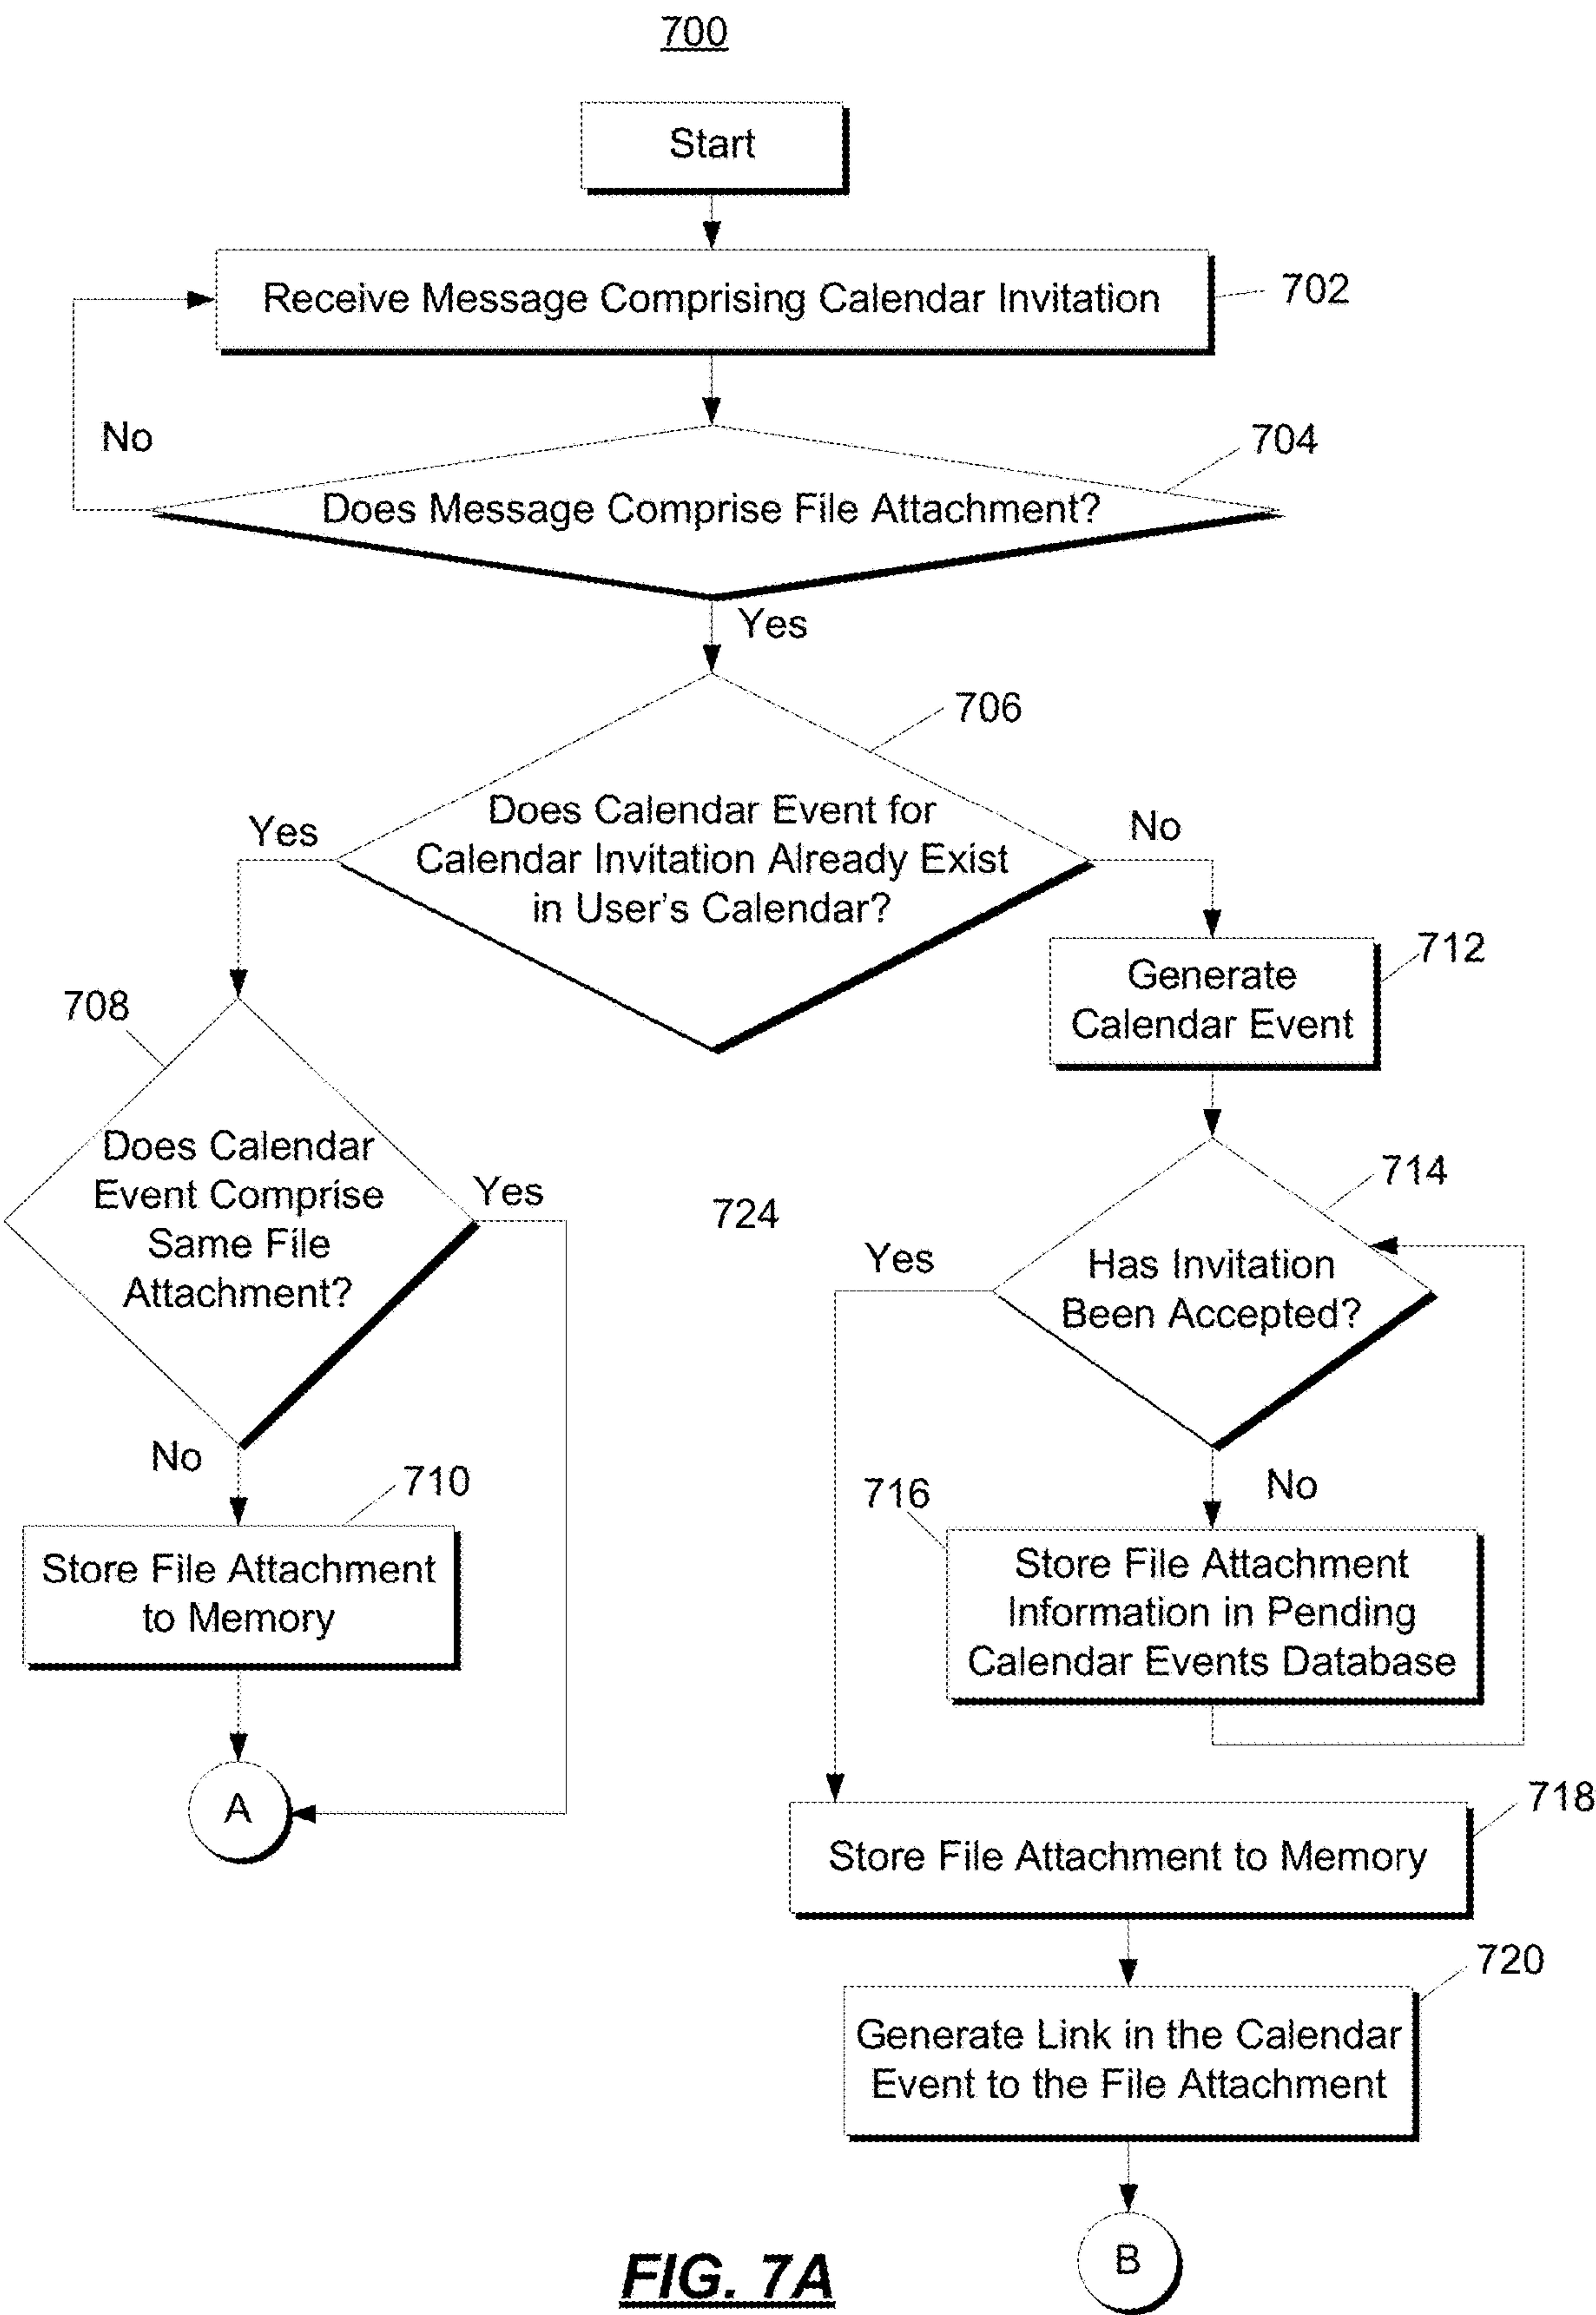 700
Start
Receive Message Comprising Calendar Invitation
702
No
704
Does Message Comprise File Attachment?
Yes
706
Does Calendar Event for
Calendar Invitation Already Exist
in User's Calendar?
Yes
No
712
Generate
Calendar Event
708
Does Calendar
Event Comprise
Same File
Attachment?
Yes
724
714
Yes
Has Invitation
Been Accepted?
No
710
Store File Attachment
to Memory
No
716
Store File Attachment
Information in Pending
Calendar Events Database
A
718
Store File Attachment to Memory
720
Generate Link in the Calendar
Event to the File Attachment
B
FIG. 7A